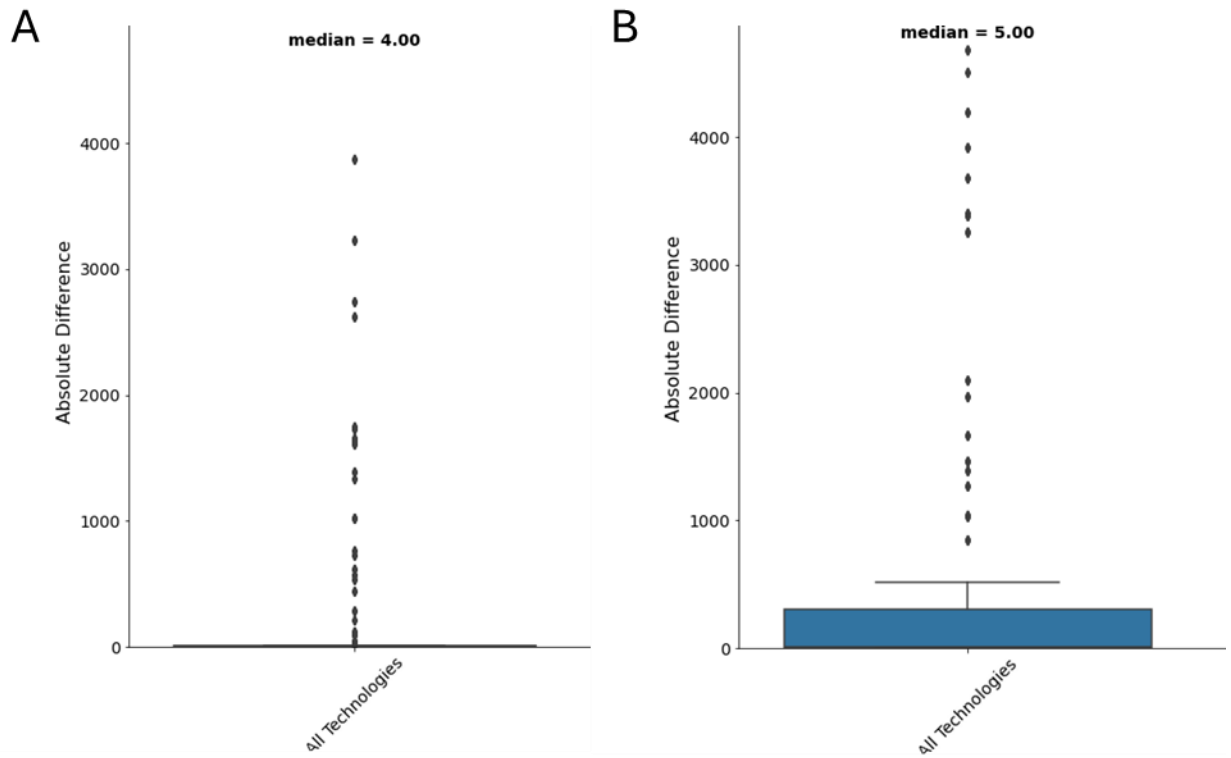 A
median = 4.00
4000
3000
2000
1000
0
Absolute Difference
All Technologies
B
median = 5.00
4000
3000
2000
1000
0
Absolute Difference
All Technologies